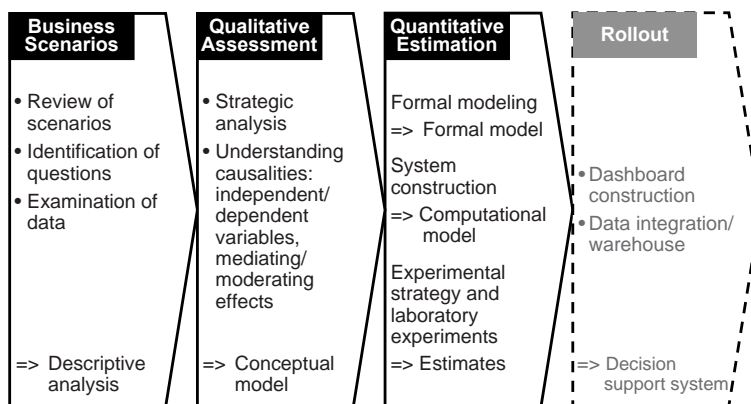 Business
Scenarios
• Review of
scenarios
• Identification of
questions
• Examination of
data
=> Descriptive
analysis
Qualitative
Assessment
• Strategic
analysis
• Understanding
causalities:
independent/
dependent
variables,
mediating/
moderating
effects
=> Conceptual
model
Quantitative
Estimation
Formal modeling
=> Formal model
System
construction
=> Computational
model
Experimental
strategy and
laboratory
experiments
=> Estimates
Rollout
• Dashboard
construction
• Data integration/
warehouse
=> Decision
support system